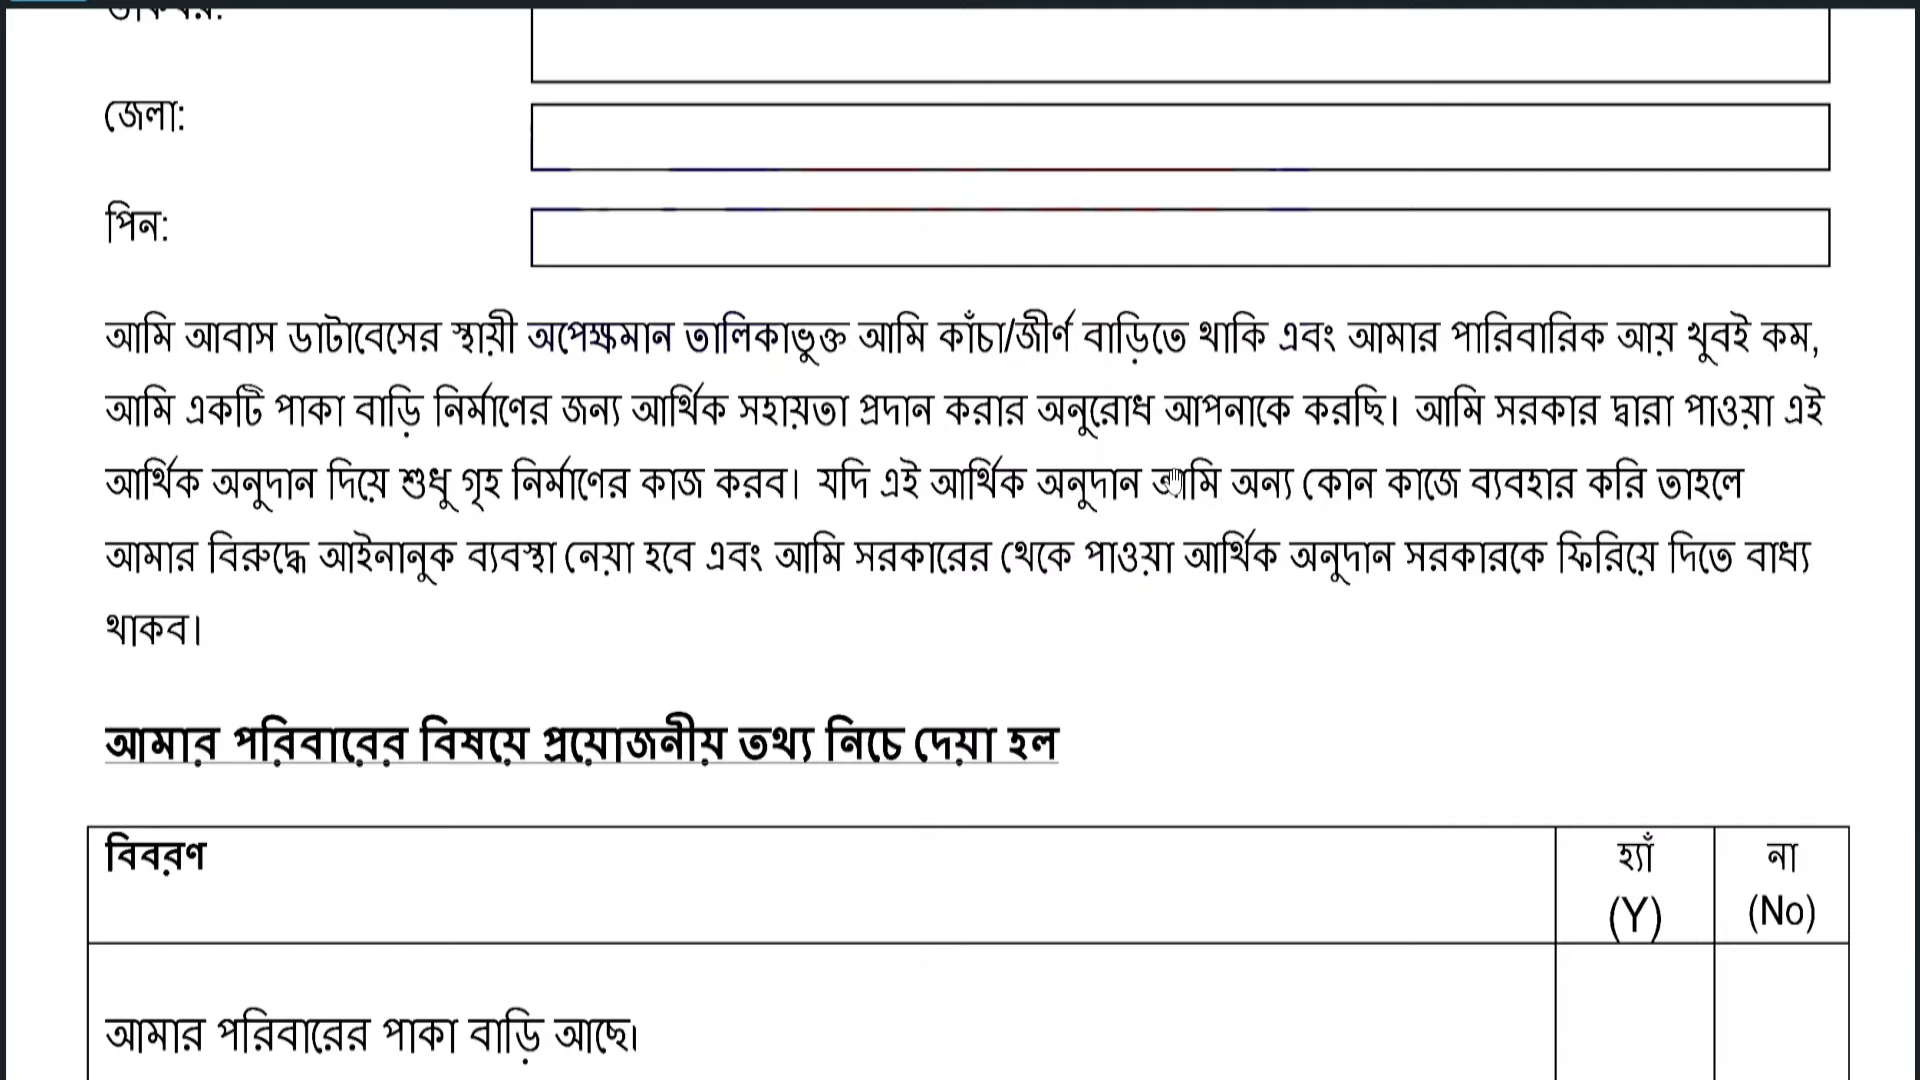 জেলা:
পিন:
আমি আবাস ডাটাবেসের স্থায়ী অপেক্ষমান তালিকাভুক্ত আমি কাঁচা/জীর্ণ বাড়িতে থাকি এবং আমার পারিবারিক আয় খুবই কম,
আমি একটি পাকা বাড়ি নির্মাণের জন্য আর্থিক সহায়তা প্রদান করার অনুরোধ আপনাকে করছি। আমি সরকার দ্বারা পাওয়া এই
আর্থিক অনুদান দিয়ে শুধু গৃহ নির্মাণের কাজ করব। যদি এই আর্থিক অনুদান আমি অন্য কোন কাজে ব্যবহার করি তাহলে
আমার বিরুদ্ধে আইনানুক ব্যবস্থা নেয়া হবে এবং আমি সরকারের থেকে পাওয়া আর্থিক অনুদান সরকারকে ফিরিয়ে দিতে বাধ্য
থাকব।
আমার পরিবারের বিষয়ে প্রয়োজনীয় তথ্য নিচে দেয়া হল
বিবরণ হ্যাঁ না
(Y) (No)
আমার পরিবারের পাকা বাড়ি আছে।